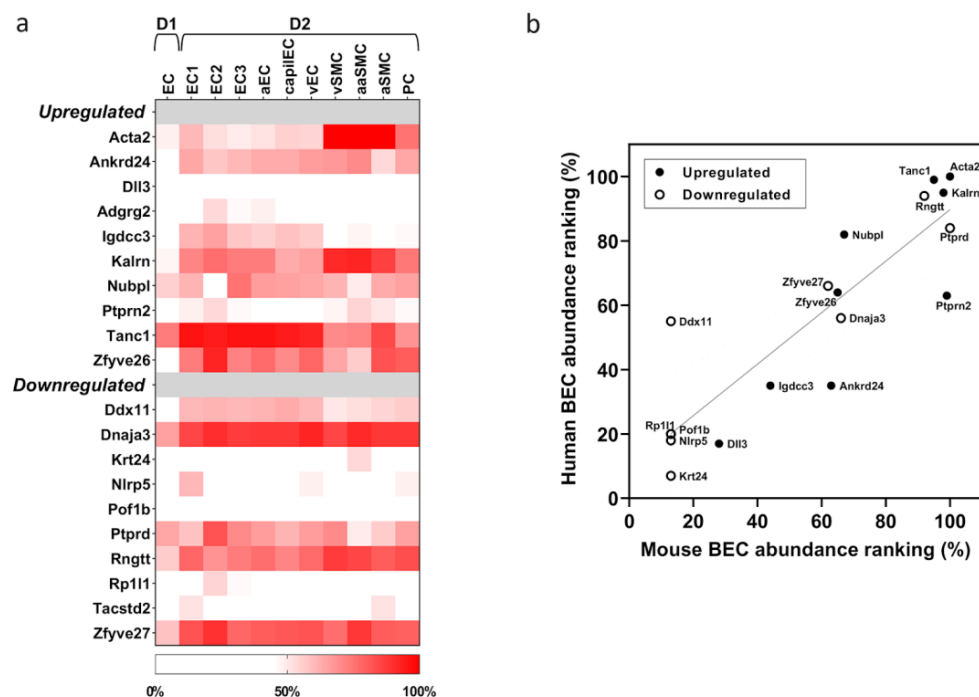 a
D1
D2
EC
EC1
EC2
EC3
aEC
capilEC
vEC
vSMC
aaSMC
aSMC
PC
Upregulated
Acta2
Ankrd24
Dll3
Adgrg2
Igdcc3
Kalrn
Nubpl
Ptprn2
Tanc1
Zfyve26
Downregulated
Ddx11
Dnaja3
Krt24
Nlrp5
Pof1b
Ptprd
Rngtt
Rp1l1
Tacstd2
Zfyve27
0%
50%
100%
b
Human BEC abundance ranking (%)
100
80
60
40
20
0
Upregulated
Downregulated
Tanc1
Acta2
Kalrn
Rngtt
Ptprd
Nubpl
Zfyve27
Zfyve26
Ptprn2
Ddx11
Dnaja3
Igdcc3
Ankrd24
Rp1l1
Pof1b
Nlrp5
Dll3
Krt24
0
20
40
60
80
100
Mouse BEC abundance ranking (%)